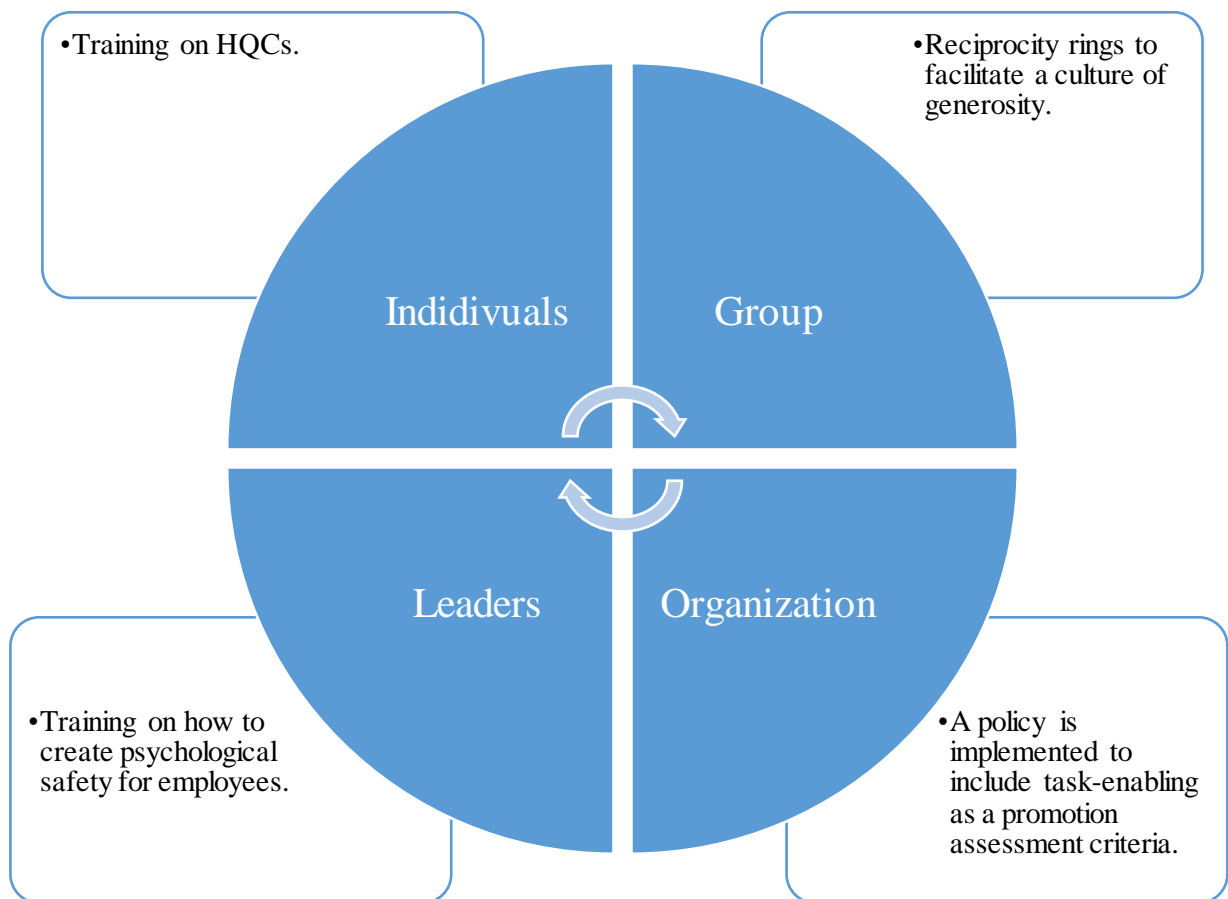 •Training on HQCs.
•Reciprocity rings to
facilitate a culture of
generosity.
Indidivuals
Group
Leaders
Organization
•Training on how to
create psychological
safety for employees.
•A policy is
implemented to
include task-enabling
as a promotion
assessment criteria.